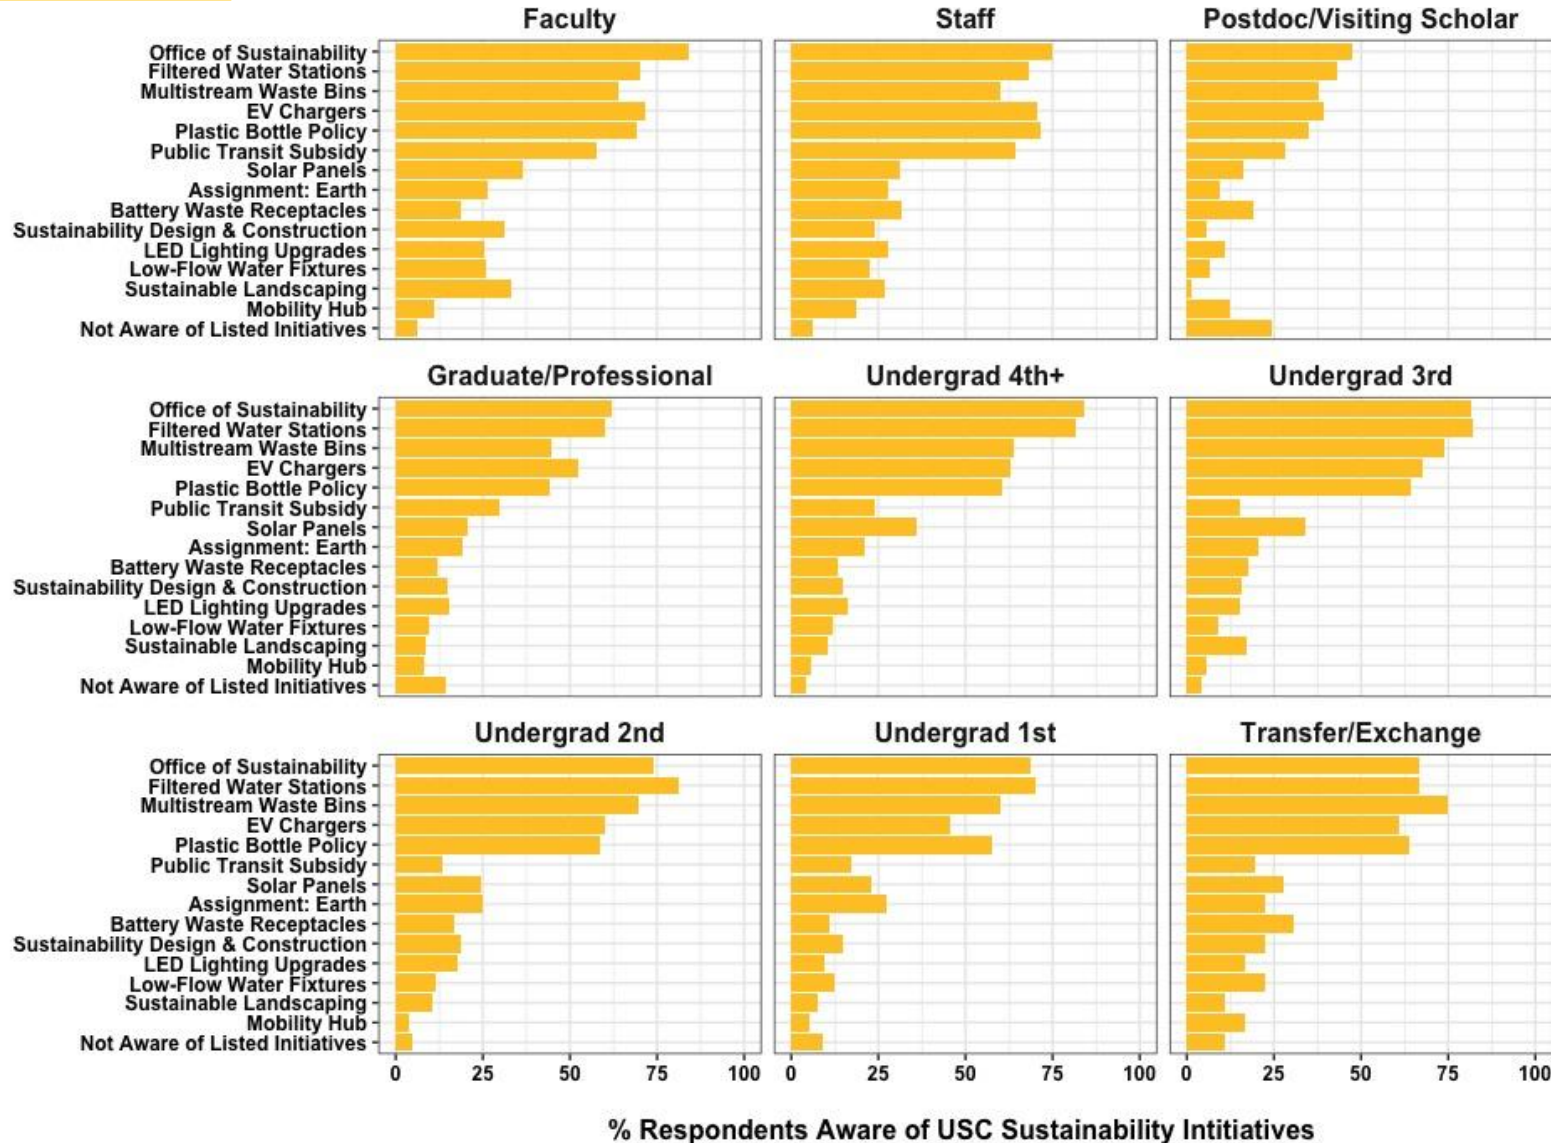 Faculty
Staff
Postdoc/Visiting Scholar
Office of Sustainability
Filtered Water Stations
Multistream Waste Bins
EV Chargers
Plastic Bottle Policy
Public Transit Subsidy
Solar Panels
Assignment: Earth
Battery Waste Receptacles
Sustainability Design & Construction
LED Lighting Upgrades
Low-Flow Water Fixtures
Sustainable Landscaping
Mobility Hub
Not Aware of Listed Initiatives
Graduate/Professional
Undergrad 4th+
Undergrad 3rd
Office of Sustainability
Filtered Water Stations
Multistream Waste Bins
EV Chargers
Plastic Bottle Policy
Public Transit Subsidy
Solar Panels
Assignment: Earth
Battery Waste Receptacles
Sustainability Design & Construction
LED Lighting Upgrades
Low-Flow Water Fixtures
Sustainable Landscaping
Mobility Hub
Not Aware of Listed Initiatives
Undergrad 2nd
Undergrad 1st
Transfer/Exchange
Office of Sustainability
Filtered Water Stations
Multistream Waste Bins
EV Chargers
Plastic Bottle Policy
Public Transit Subsidy
Solar Panels
Assignment: Earth
Battery Waste Receptacles
Sustainability Design & Construction
LED Lighting Upgrades
Low-Flow Water Fixtures
Sustainable Landscaping
Mobility Hub
Not Aware of Listed Initiatives
0 25 50 75 100
0 25 50 75 100
0 25 50 75 100
% Respondents Aware of USC Sustainability Intitiatives